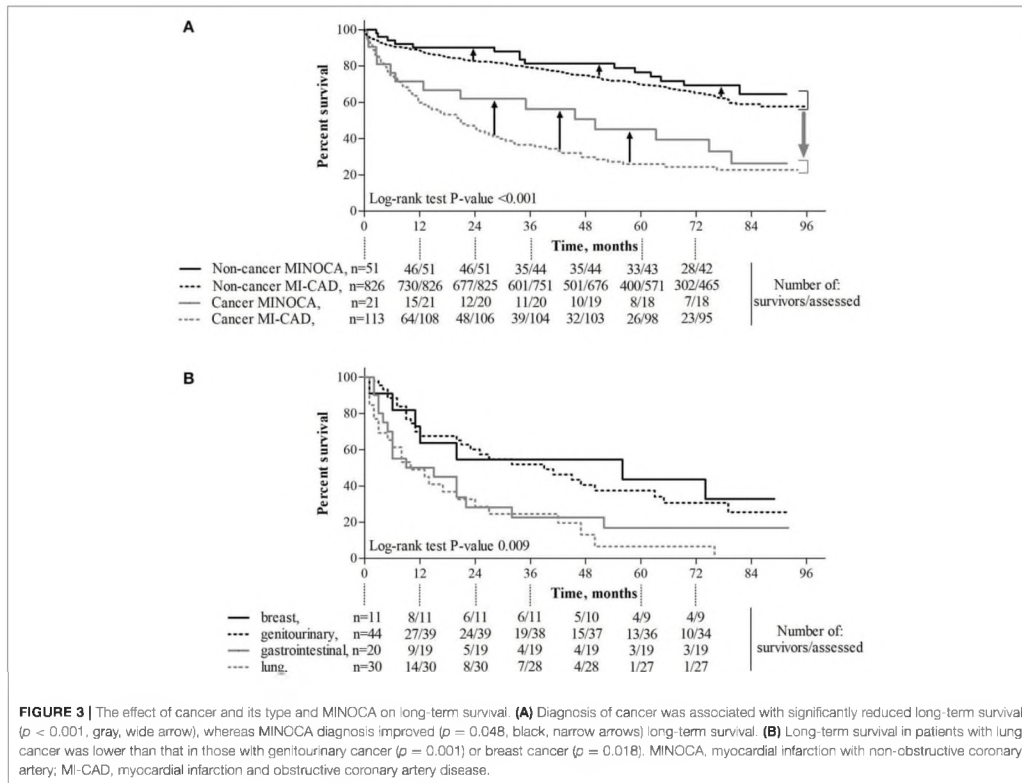 A
100
80
60
40
20
0
Percent survival
Log-rank test P-value <0.001
0 12 24 36 48 60 72 84 96
Time, months
Non-cancer MINOCA, n=51 46/51 46/51 35/44 35/44 33/43 28/42
Non-cancer MI-CAD, n=826 730/826 677/825 601/751 501/676 400/571 302/465
Cancer MINOCA, n=21 15/21 12/20 11/20 10/19 8/18 7/18
Cancer MI-CAD, n=113 64/108 48/106 39/104 32/103 26/98 23/95
Number of:
survivors/assessed
B
100
80
60
40
20
0
Percent survival
Log-rank test P-value 0.009
0 12 24 36 48 60 72 84 96
Time, months
breast, n=11 8/11 6/11 6/11 5/10 4/9 4/9
genitourinary, n=44 27/39 24/39 19/38 15/37 13/36 10/34
gastrointestinal, n=20 9/19 5/19 4/19 4/19 3/19 3/19
lung. n=30 14/30 8/30 7/28 4/28 1/27 1/27
Number of:
survivors/assessed
FIGURE 3 | The effect of cancer and its type and MINOCA on long-term survival. (A) Diagnosis of cancer was associated with significantly reduced long-term survival
(p < 0.001, gray, wide arrow), whereas MINOCA diagnosis improved (p = 0.048, black, narrow arrows) long-term survival. (B) Long-term survival in patients with lung
cancer was lower than that in those with genitourinary cancer (p = 0.001) or breast cancer (p = 0.018). MINOCA, myocardial infarction with non-obstructive coronary
artery; MI-CAD, myocardial infarction and obstructive coronary artery disease.